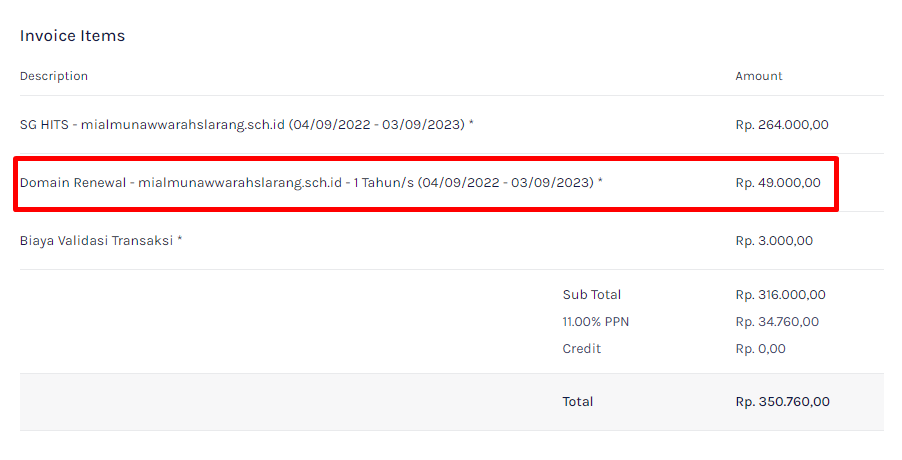 Invoice Items
Description Amount
SG HITS - mialmunawwarahslarang.sch.id (04/09/2022 - 03/09/2023) * Rp. 264.000,00
Domain Renewal - mialmunawwarahslarang.sch.id - 1 Tahun/s (04/09/2022 - 03/09/2023) * Rp. 49.000,00
Biaya Validasi Transaksi * Rp. 3.000,00
Sub Total Rp. 316.000,00
11.00% PPN Rp. 34.760,00
Credit Rp. 0,00
Total Rp. 350.760,00